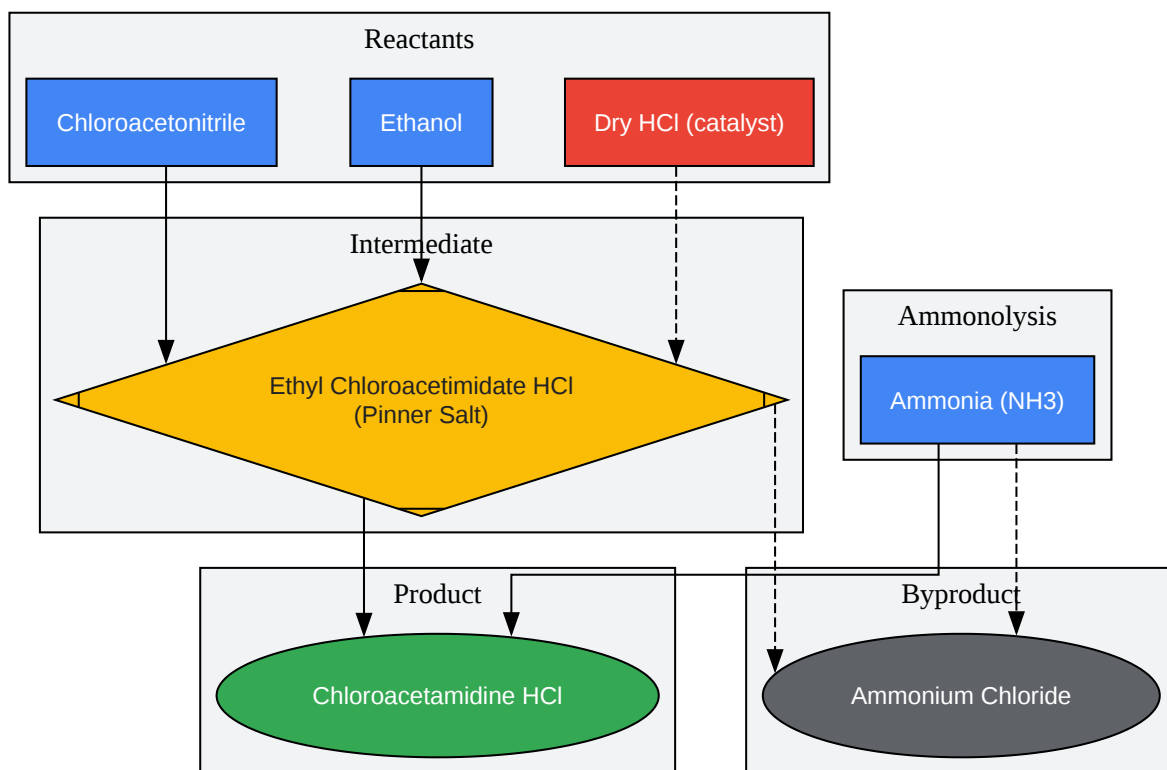 Reactants
Chloroacetonitrile
Ethanol
Dry HCl (catalyst)
Intermediate
Ethyl Chloroacetimidate HCl
(Pinner Salt)
Ammonolysis
Ammonia (NH3)
Product
Chloroacetamidine HCl
Byproduct
Ammonium Chloride